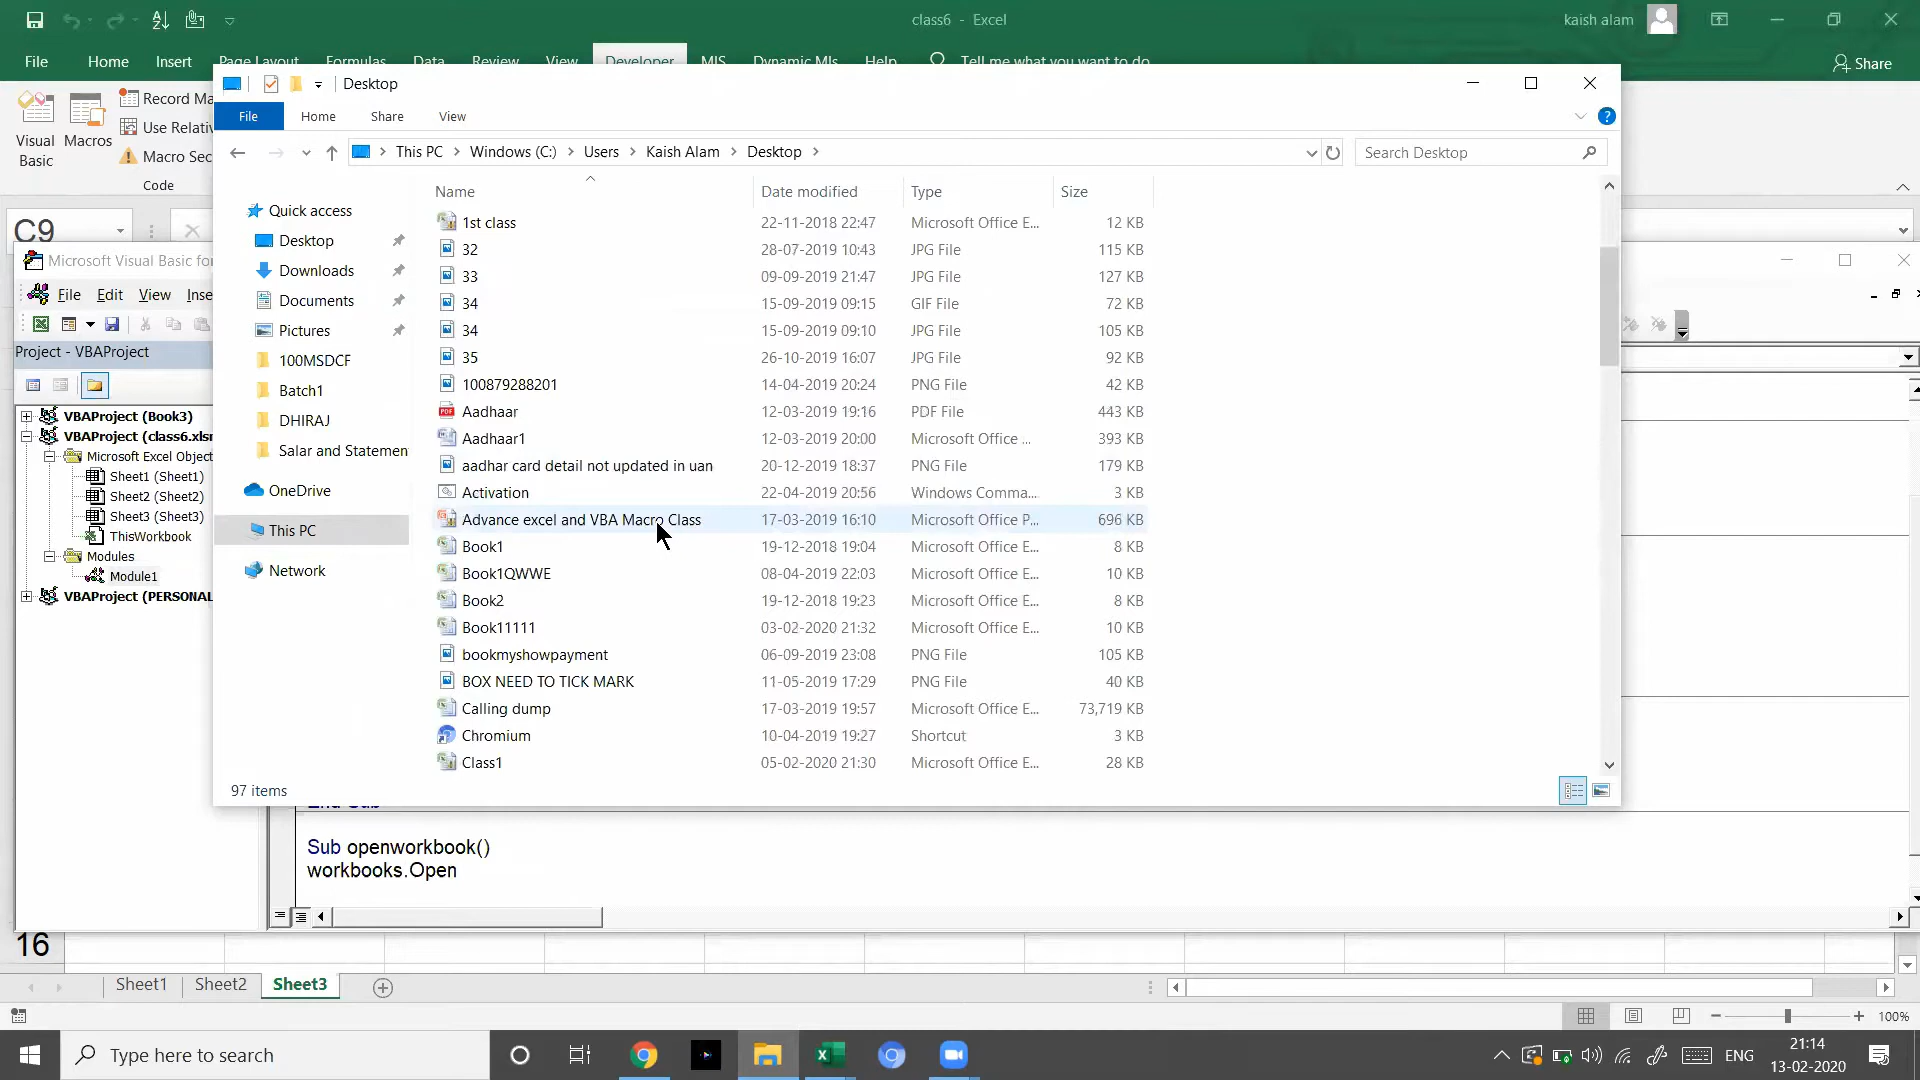 class6 - Excel
kaish alam
File Home Insert Page Layout Formulas Data Review View Developer MIS Dynamic MIs Help Tell me what you want to do
Share
Visual Basic
Macros
Record Ma
Use Relativ
Macro Sec
Code
C9
Desktop
File Home Share View
This PC Windows (C:) Users Kaish Alam Desktop
Search Desktop
Name Date modified Type Size
Quick access
Desktop
Downloads
Documents
Pictures
100MSDCF
Batch1
DHIRAJ
Salar and Statemen
OneDrive
This PC
Network
1st class 22-11-2018 22:47 Microsoft Office E... 12 KB
32 28-07-2019 10:43 JPG File 115 KB
33 09-09-2019 21:47 JPG File 127 KB
34 15-09-2019 09:15 GIF File 72 KB
34 15-09-2019 09:10 JPG File 105 KB
35 26-10-2019 16:07 JPG File 92 KB
100879288201 14-04-2019 20:24 PNG File 42 KB
Aadhaar 12-03-2019 19:16 PDF File 443 KB
Aadhaar1 12-03-2019 20:00 Microsoft Office ... 393 KB
aadhar card detail not updated in uan 20-12-2019 18:37 PNG File 179 KB
Activation 22-04-2019 20:56 Windows Comma... 3 KB
Advance excel and VBA Macro Class 17-03-2019 16:10 Microsoft Office P... 696 KB
Book1 19-12-2018 19:04 Microsoft Office E... 8 KB
Book1QWWE 08-04-2019 22:03 Microsoft Office E... 10 KB
Book2 19-12-2018 19:23 Microsoft Office E... 8 KB
Book11111 03-02-2020 21:32 Microsoft Office E... 10 KB
bookmyshowpayment 06-09-2019 23:08 PNG File 105 KB
BOX NEED TO TICK MARK 11-05-2019 17:29 PNG File 40 KB
Calling dump 17-03-2019 19:57 Microsoft Office E... 73,719 KB
Chromium 10-04-2019 19:27 Shortcut 3 KB
Class1 05-02-2020 21:30 Microsoft Office E... 28 KB
97 items
Microsoft Visual Basic for
File Edit View Inse
Project - VBAProject
VBAProject (Book3)
VBAProject (class6.xlsm
Microsoft Excel Object
Sheet1 (Sheet1)
Sheet2 (Sheet2)
Sheet3 (Sheet3)
ThisWorkbook
Modules
Module1
VBAProject (PERSONAL
End Sub
Sub openworkbook()
workbooks.Open
16
Sheet1 Sheet2 Sheet3
100%
Type here to search
ENG
21:14
13-02-2020